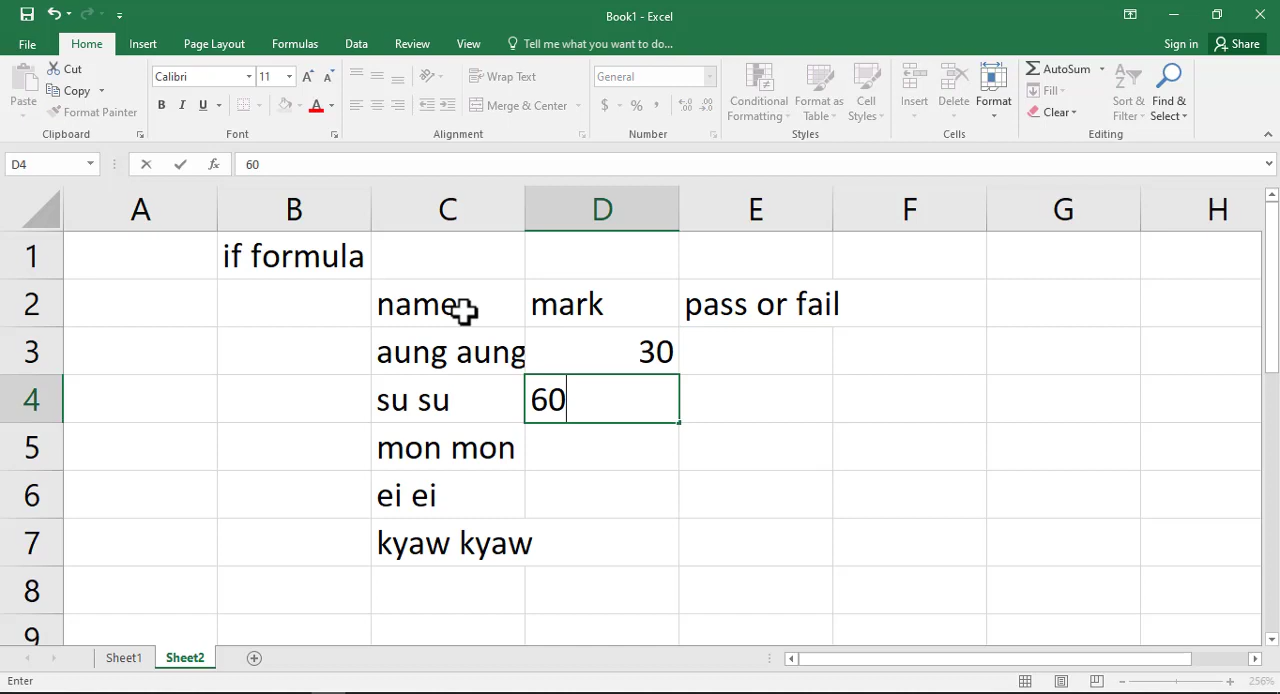 Book1 - Excel
File Home Insert Page Layout Formulas Data Review View Tell me what you want to do... Sign in Share
Paste Cut Copy Format Painter Clipboard
Calibri 11 A A B I U A Font
Wrap Text Merge & Center Alignment
General $ % , Number
Conditional Formatting Format as Table Cell Styles Styles
Insert Delete Format Cells
AutoSum Fill Clear Sort & Filter Find & Select Editing
D4 fx 60
A B C D E F G H
1 if formula
2 name mark pass or fail
3 aung aung 30
4 su su 60
5 mon mon
6 ei ei
7 kyaw kyaw
8
9
Sheet1 Sheet2
Enter 256%